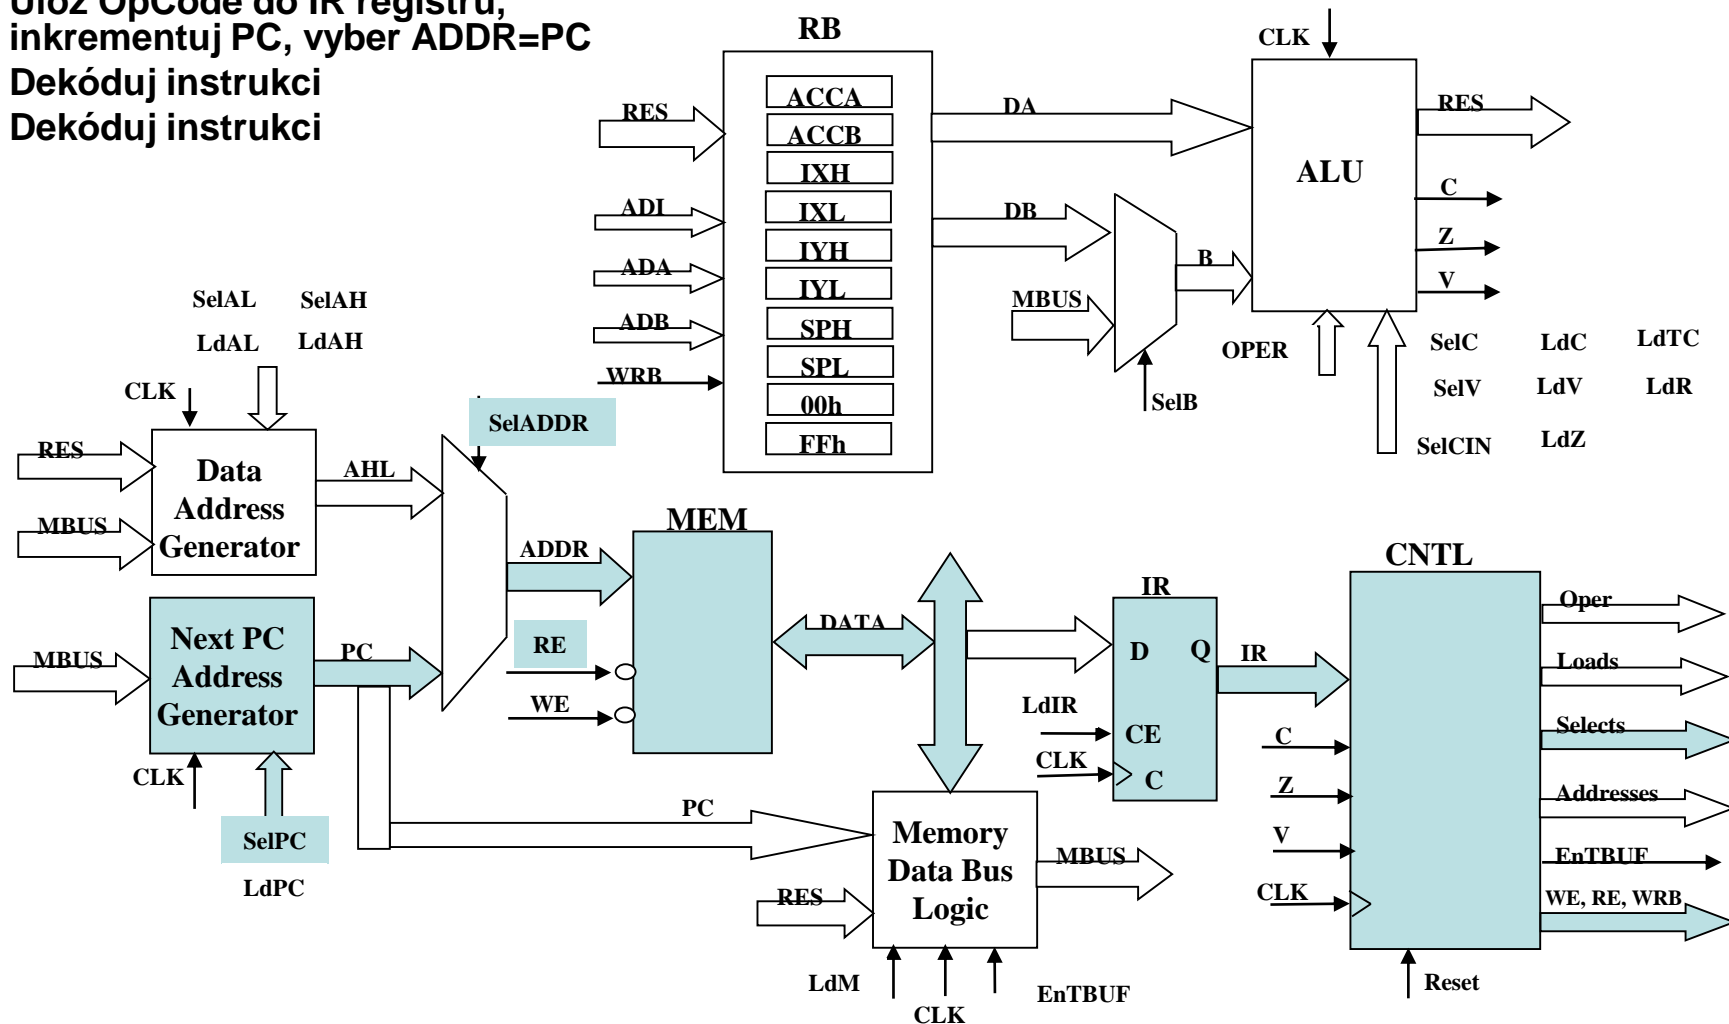 Ulož OpCode do IR registru,
inkrementuj PC, vyber ADDR=PC
Dekóduj instrukci
Dekóduj instrukci
RB
ACCA
ACCB
IXH
IXL
IYH
IYL
SPH
SPL
00h
FFh
RES
ADI
ADA
ADB
WRB
DA
DB
MBUS
SelB
B
CLK
ALU
RES
C
Z
V
OPER
SelC LdC LdTC
SelV LdV LdR
SelCIN LdZ
SelAL SelAH
LdAL LdAH
CLK
RES
MBUS
Data
Address
Generator
AHL
SelADDR
ADDR
MBUS
Next PC
Address
Generator
PC
CLK
SelPC
LdPC
MEM
RE
WE
DATA
PC
RES
Memory
Data Bus
Logic
MBUS
LdM
CLK
EnTBUF
IR
D Q
CE
C
LdIR
CLK
IR
CNTL
C
Z
V
CLK
Reset
Oper
Loads
Selects
Addresses
EnTBUF
WE, RE, WRB